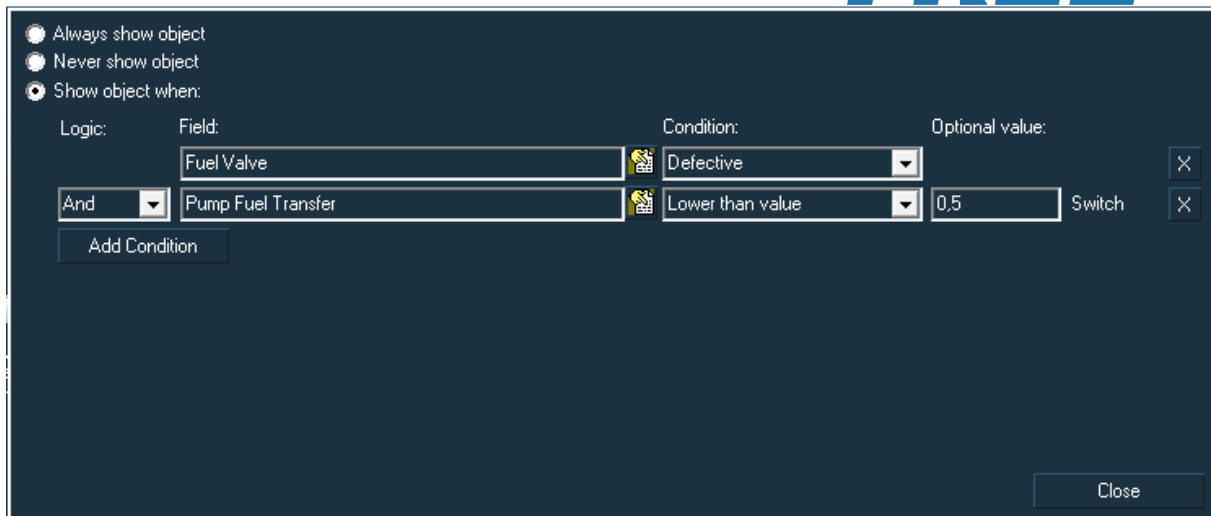 Always show object
Never show object
Show object when:
Logic: Field: Condition: Optional value:
Fuel Valve Defective X
And Pump Fuel Transfer Lower than value 0,5 Switch X
Add Condition
Close